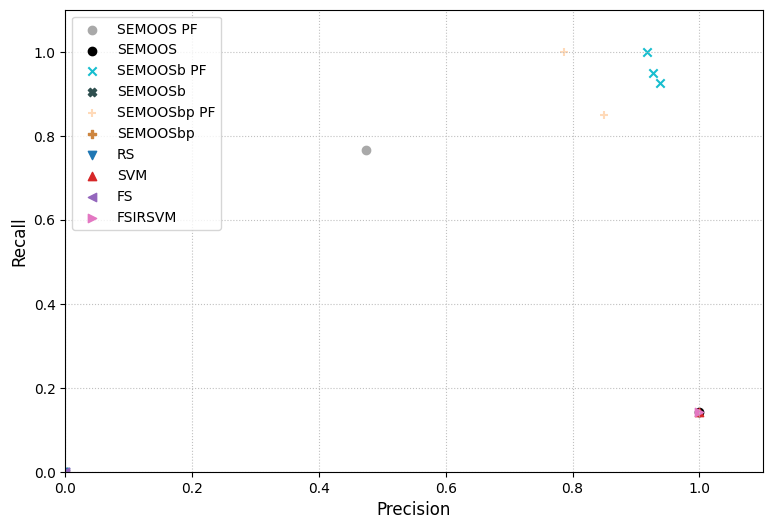 SEMOOS PF
SEMOOS
SEMOOSb PF
SEMOOSb
SEMOOSbp PF
SEMOOSbp
RS
SVM
FS
FSIRSVM
1.0
0.8
0.6
0.4
0.2
0.0
Recall
0.0 0.2 0.4 0.6 0.8 1.0
Precision